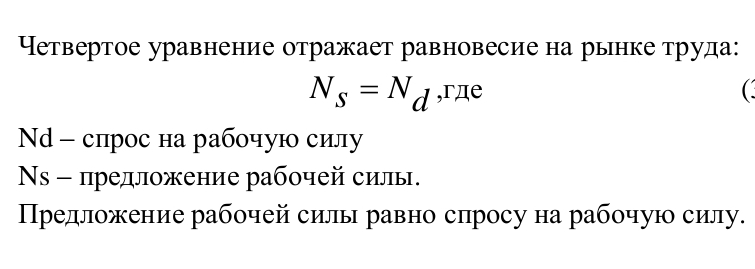 Четвертое уравнение отражает равновесие на рынке труда:
Ns = Nd ,где (3
Nd – спрос на рабочую силу
Ns – предложение рабочей силы.
Предложение рабочей силы равно спросу на рабочую силу.